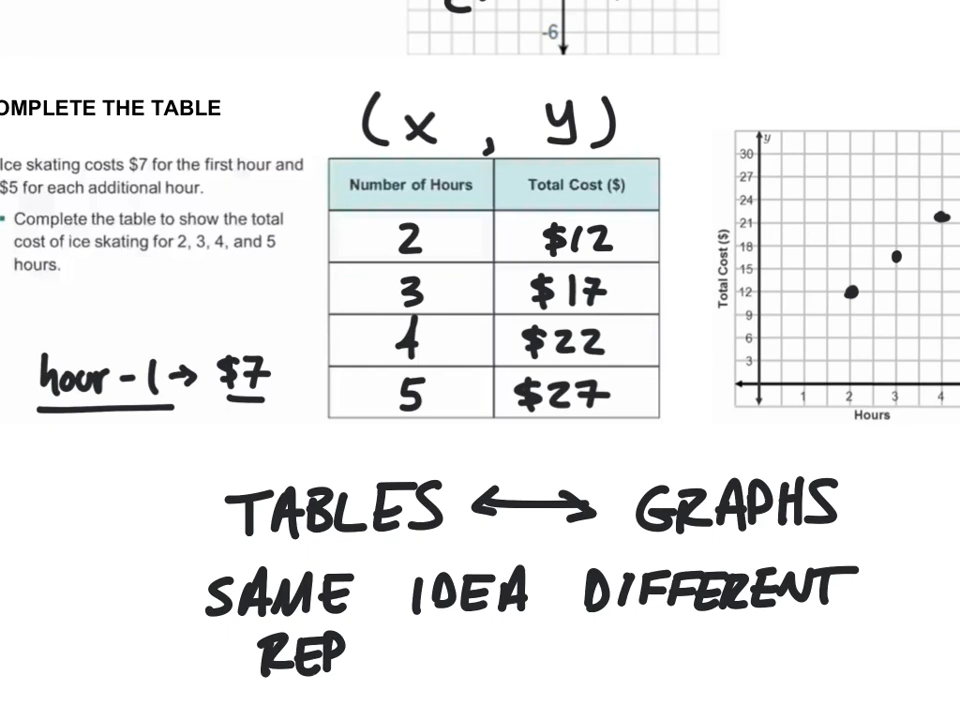 -6
OMPLETE THE TABLE
Ice skating costs $7 for the first hour and
$5 for each additional hour.
• Complete the table to show the total
cost of ice skating for 2, 3, 4, and 5
hours.
hour - 1 → $7
(x, y)
Number of Hours Total Cost ($)
2 $12
3 $17
4 $22
5 $27
y
30
27
24
21
18
15
12
9
6
3
Total Cost ($)
1 2 3 4
Hours
TABLES ↔ GRAPHS
SAME IDEA DIFFERENT
REP